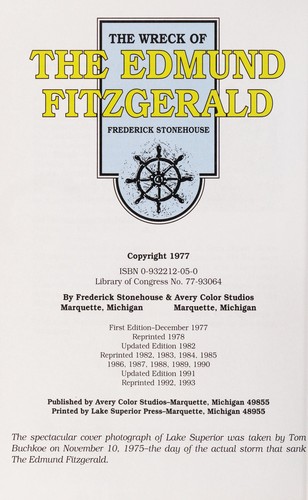 THE WRECK OF
THE EDMUND
FITZGERALD
FREDERICK STONEHOUSE
Copyright 1977
ISBN 0-932212-05-0
Library of Congress No. 77-93064
By Frederick Stonehouse & Avery Color Studios
Marquette, Michigan Marquette, Michigan
First Edition–December 1977
Reprinted 1978
Updated Edition 1982
Reprinted 1982, 1983, 1984, 1985
1986, 1987, 1988, 1989, 1990
Updated Edition 1991
Reprinted 1992, 1993
Published by Avery Color Studios–Marquette, Michigan 49855
Printed by Lake Superior Press–Marquette, Michigan 48955
The spectacular cover photograph of Lake Superior was taken by Tom
Buchkoe on November 10, 1975–the day of the actual storm that sank
The Edmund Fitzgerald.